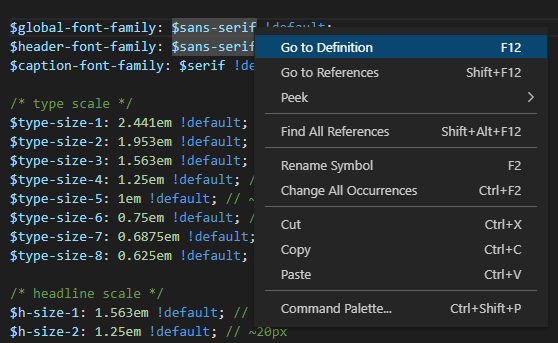 $global-font-family: $sans-serif !default;
$header-font-family: $sans-serif
$caption-font-family: $serif !de
/* type scale */
$type-size-1: 2.441em !default;
$type-size-2: 1.953em !default;
$type-size-3: 1.563em !default;
$type-size-4: 1.25em !default; /
$type-size-5: 1em !default; // ~
$type-size-6: 0.75em !default; /
$type-size-7: 0.6875em !default;
$type-size-8: 0.625em !default;
/* headline scale */
$h-size-1: 1.563em !default; //
$h-size-2: 1.25em !default; // ~20px
Go to Definition F12
Go to References Shift+F12
Peek
Find All References Shift+Alt+F12
Rename Symbol F2
Change All Occurrences Ctrl+F2
Cut Ctrl+X
Copy Ctrl+C
Paste Ctrl+V
Command Palette... Ctrl+Shift+P